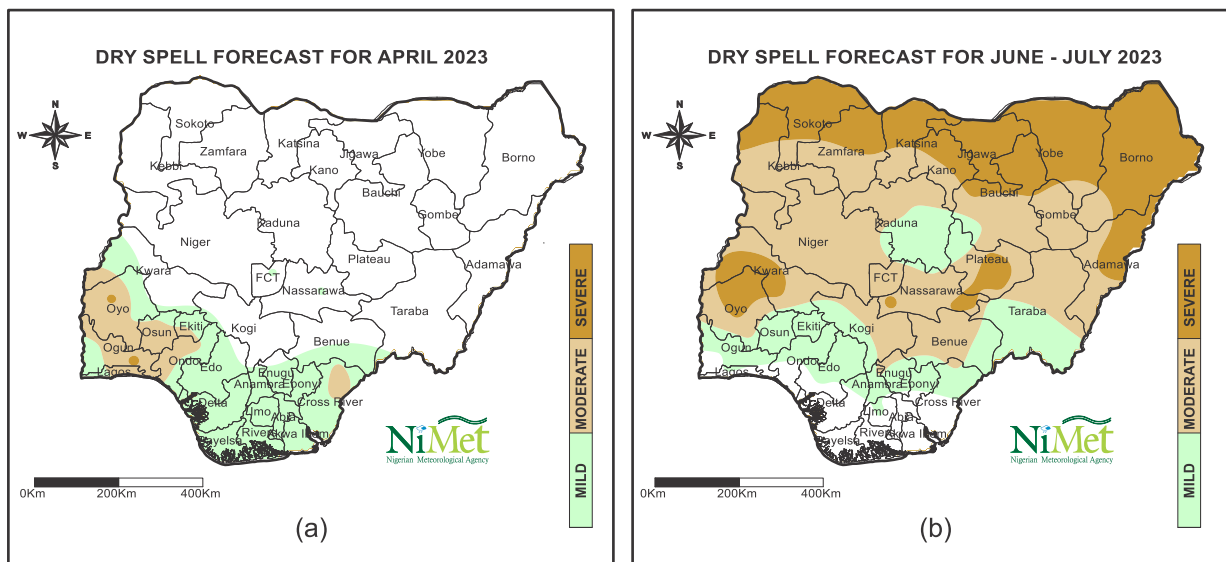 DRY SPELL FORECAST FOR APRIL 2023
N
W E
S
Sokoto
Zamfara
Katsina
Jigawa
Yobe
Borno
Kebbi
Kano
Bauchi
Gombe
Kaduna
Niger
Kwara
FCT
Plateau
Adamawa
Nassarawa
Taraba
Oyo
Osun
Ekiti
Kogi
Benue
Ogun
Ondo
Edo
Lagos
Enugu
Anambra
Ebonyi
Delta
Imo
Abia
Cross River
Rivers
Akwa Ibom
Bayelsa
SEVERE
MODERATE
MILD
NiMet
Nigerian Meteorological Agency
0Km 200Km 400Km
(a)
DRY SPELL FORECAST FOR JUNE - JULY 2023
N
W E
S
Sokoto
Zamfara
Katsina
Jigawa
Yobe
Borno
Kebbi
Kano
Bauchi
Gombe
Kaduna
Niger
Kwara
FCT
Plateau
Adamawa
Nassarawa
Taraba
Oyo
Osun
Ekiti
Kogi
Benue
Ogun
Ondo
Edo
Lagos
Enugu
Anambra
Ebonyi
Delta
Imo
Abia
Cross River
Rivers
Akwa Ibom
Bayelsa
SEVERE
MODERATE
MILD
NiMet
Nigerian Meteorological Agency
0Km 200Km 400Km
(b)